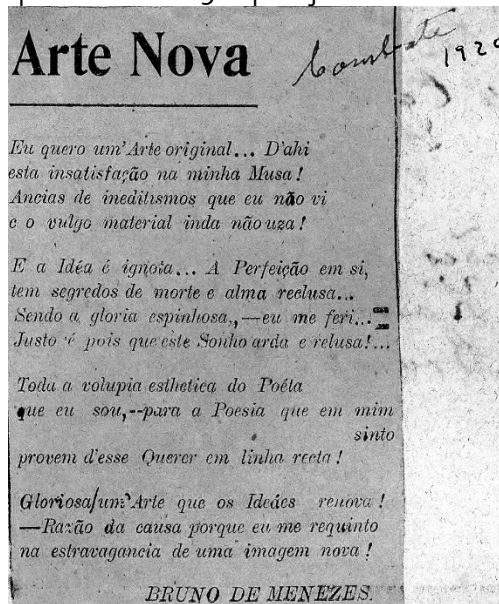 Arte Nova
Combate
1920
Eu quero um'Arte original... D'ahi
esta insatisfação na minha Musa!
Ancias de ineditismos que eu não vi
e o vulgo material inda não uza!
E a Idéa é ignota... A Perfeição em si,
tem segredos de morte e alma reclusa...
Sendo a gloria espinhosa,,—eu me feri...
Justo é pois que este Sonho arda e relusa!...
Toda a volupia esthetica do Poéta
que eu sou,--para a Poesia que em mim
sinto
provem d'esse Querer em linha recta!
Gloriosa/um'Arte que os Ideáes renova!
—Razão da causa porque eu me requinto
na estravagancia de uma imagem nova!
BRUNO DE MENEZES.